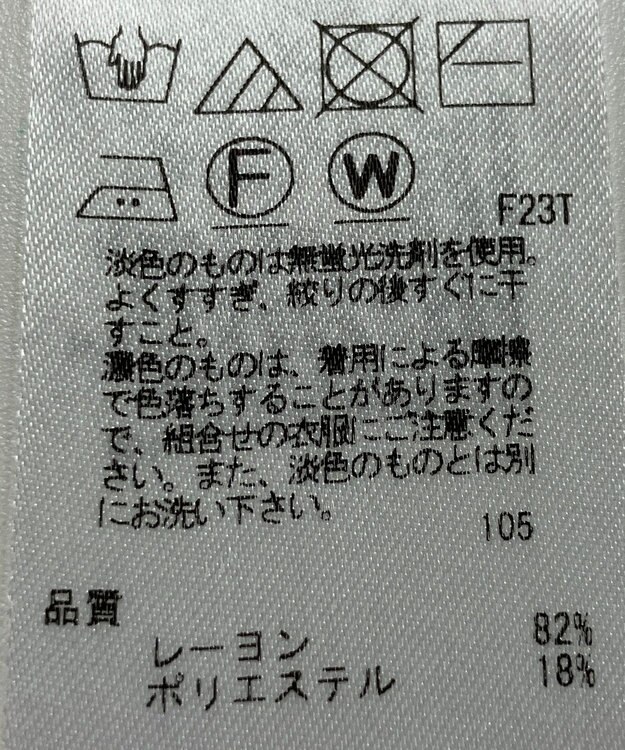 F
W
F23T
淡色のものは無蛍光洗剤を使用。
よくすすぎ、絞りの後すぐに干
すこと。
濃色のものは、着用による摩擦
で色落ちすることがありますの
で、組合せの衣服にご注意くだ
さい。また、淡色のものとは別
にお洗い下さい。
105
品質
レーヨン 82%
ポリエステル 18%